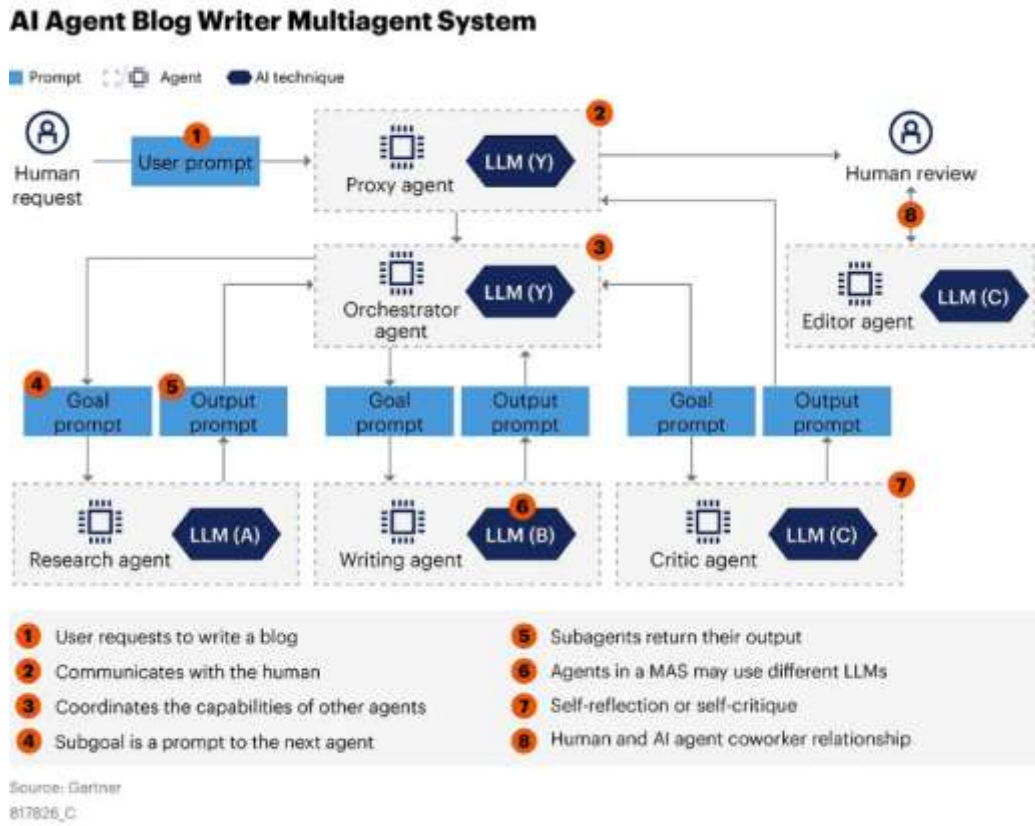 AI Agent Blog Writer Multiagent System
Prompt
Agent
AI technique
Human
request
1
User prompt
2
Proxy agent
LLM (Y)
Human review
8
3
Orchestrator
agent
LLM (Y)
Editor agent
LLM (C)
4
Goal
prompt
5
Output
prompt
Goal
prompt
Output
prompt
Goal
prompt
Output
prompt
Research agent
LLM (A)
Writing agent
6
LLM (B)
Critic agent
LLM (C)
7
1 User requests to write a blog
2 Communicates with the human
3 Coordinates the capabilities of other agents
4 Subgoal is a prompt to the next agent
5 Subagents return their output
6 Agents in a MAS may use different LLMs
7 Self-reflection or self-critique
8 Human and AI agent coworker relationship
Source: Gartner
817826_C